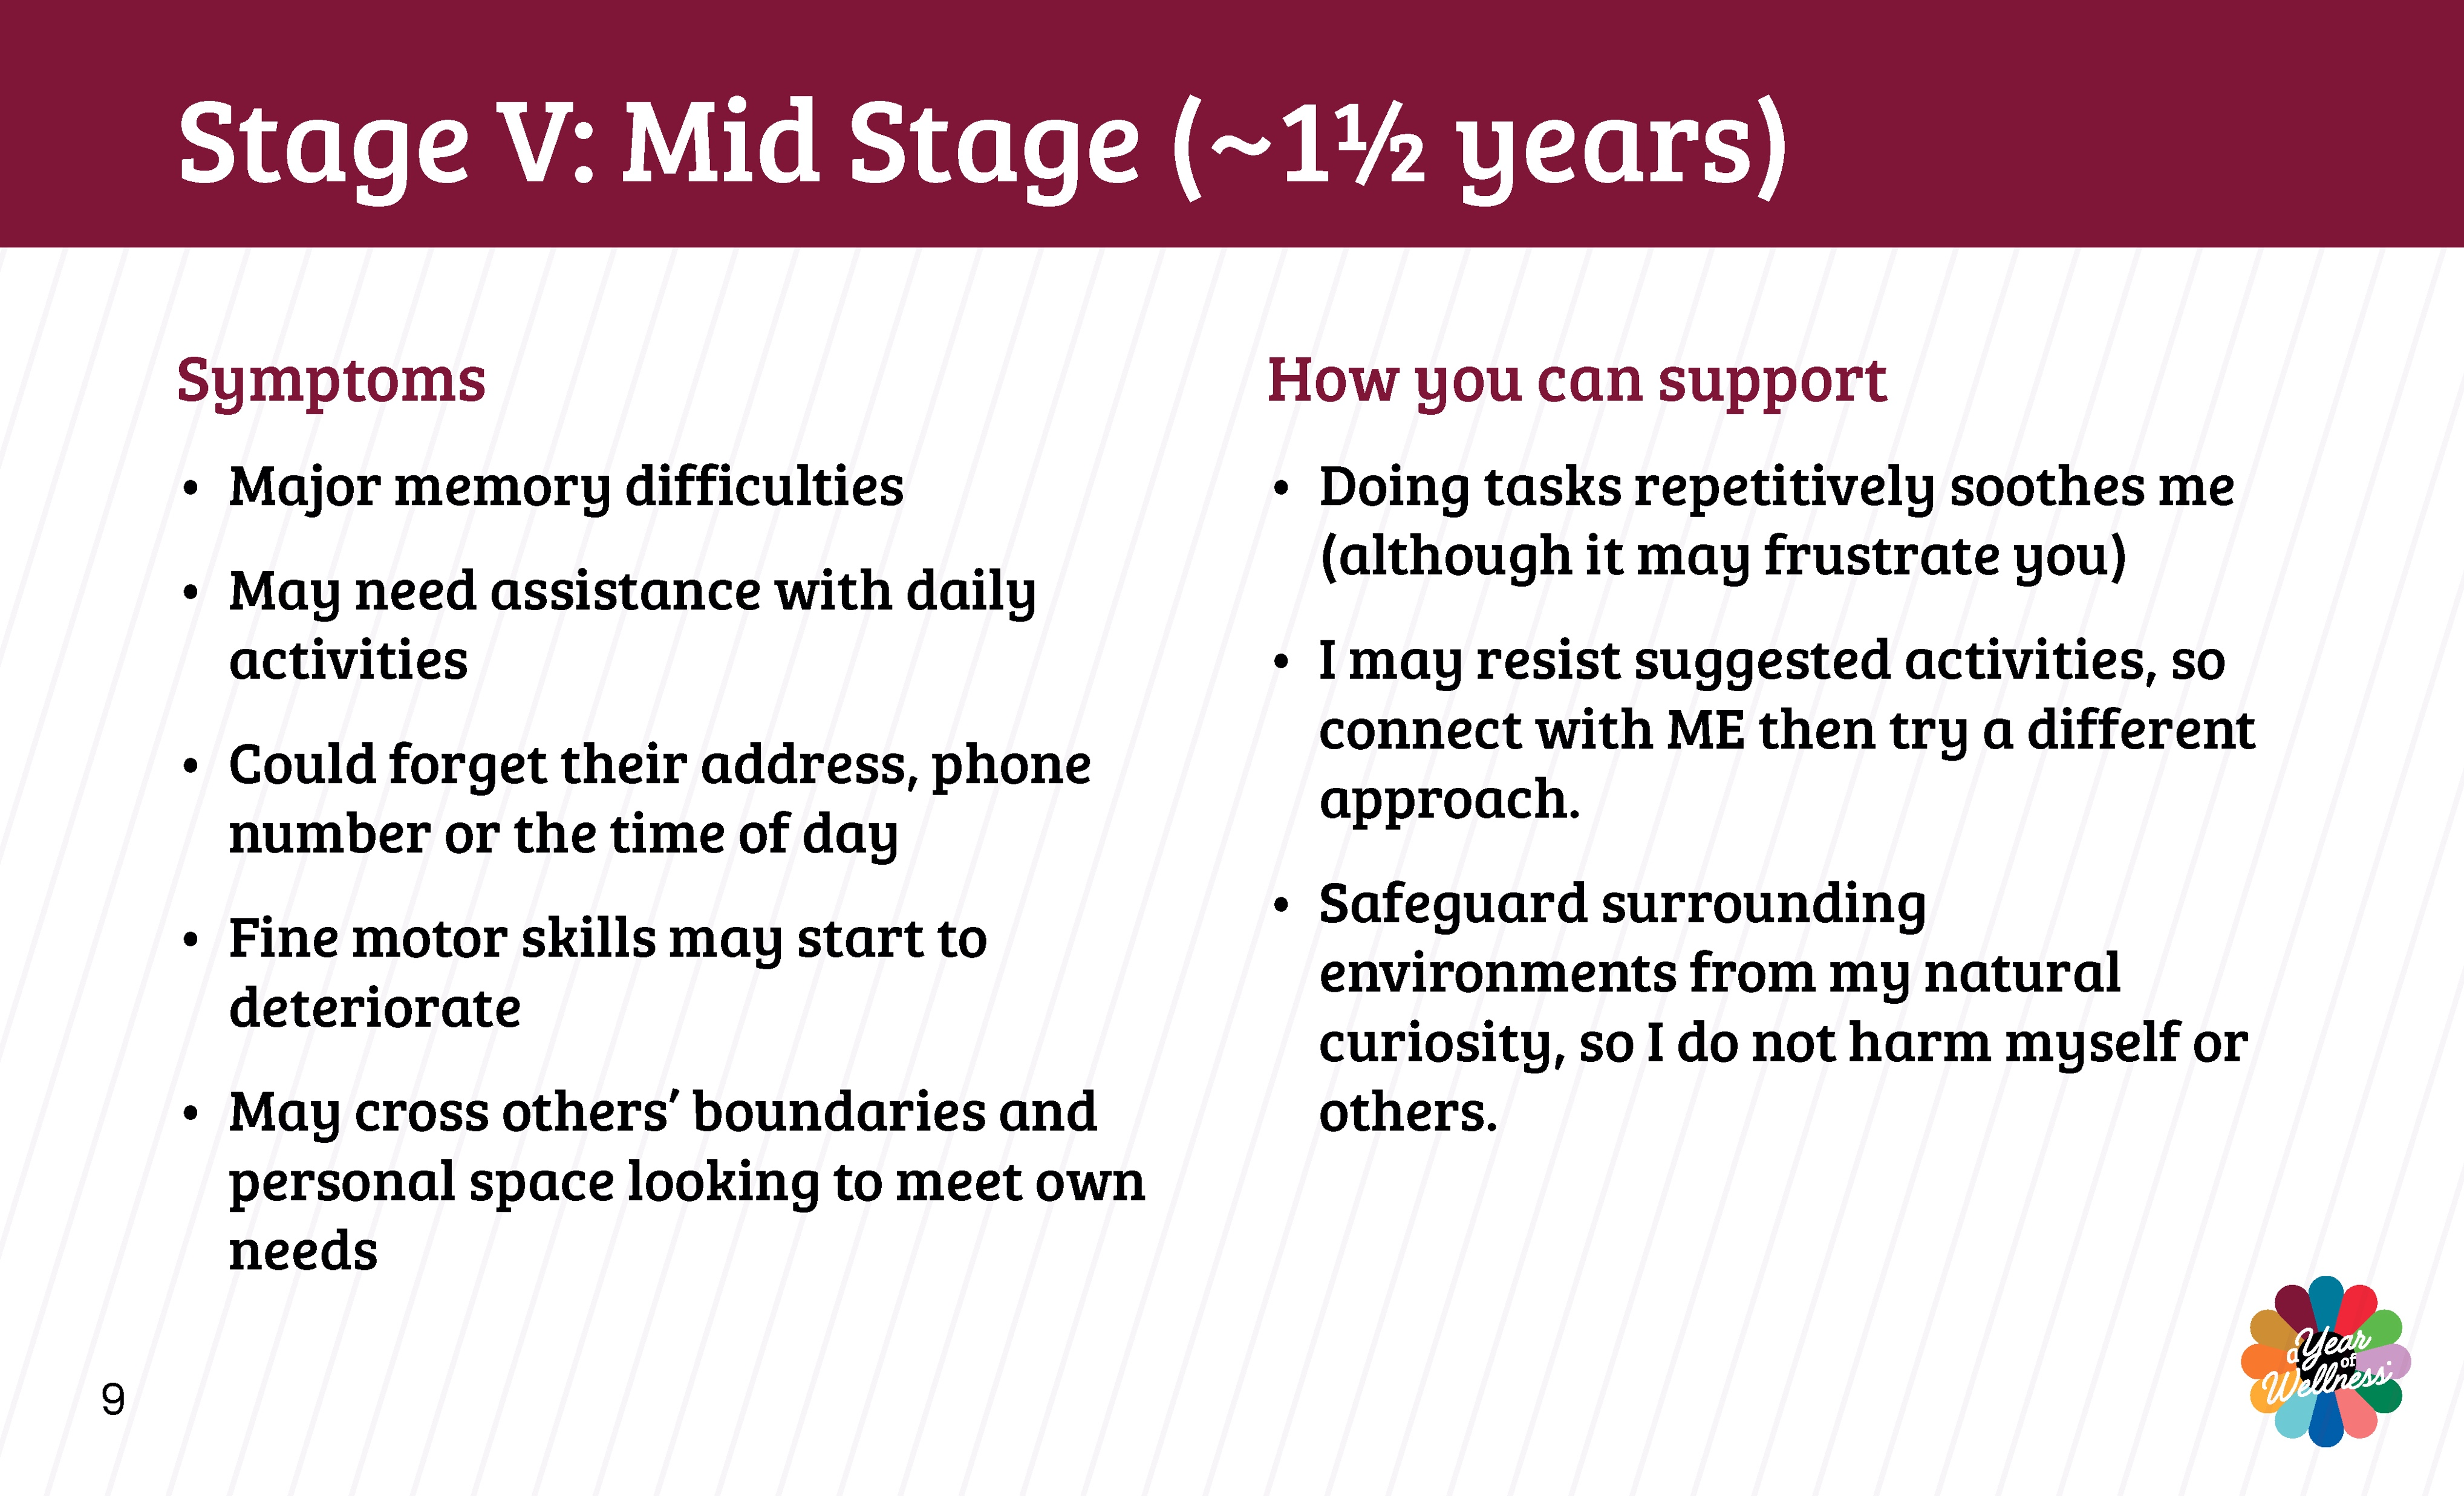 Stage V: Mid Stage (~1½ years)
Symptoms
• Major memory difficulties
• May need assistance with daily
activities
• Could forget their address, phone
number or the time of day
• Fine motor skills may start to
deteriorate
• May cross others’ boundaries and
personal space looking to meet own
needs
How you can support
• Doing tasks repetitively soothes me
(although it may frustrate you)
• I may resist suggested activities, so
connect with ME then try a different
approach.
• Safeguard surrounding
environments from my natural
curiosity, so I do not harm myself or
others.
9
a Year
of
Wellness